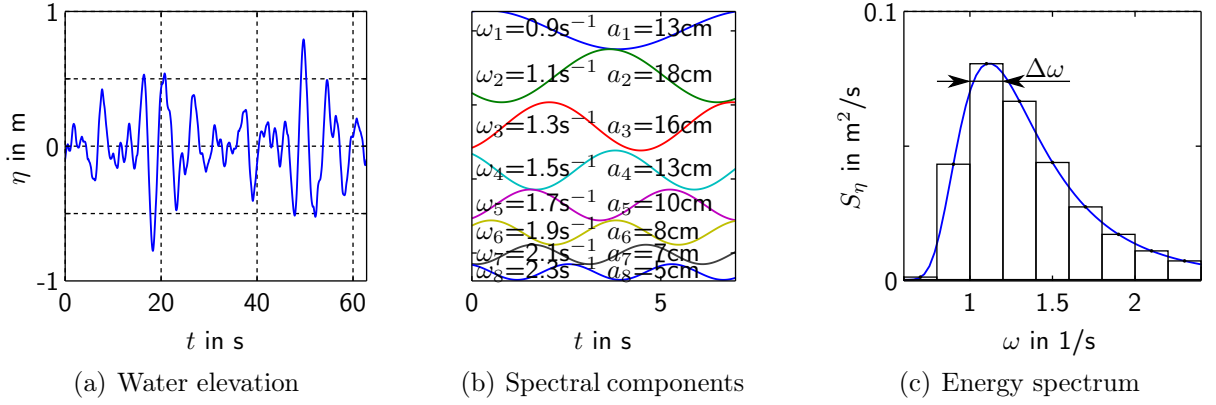 1
0
-1
η in m
0
20
40
60
t in s
(a) Water elevation
ω₁=0.9s⁻¹ a₁=13cm
ω₂=1.1s⁻¹ a₂=18cm
ω₃=1.3s⁻¹ a₃=16cm
ω₄=1.5s⁻¹ a₄=13cm
ω₅=1.7s⁻¹ a₅=10cm
ω₆=1.9s⁻¹ a₆=8cm
ω₇=2.1s⁻¹ a₇=7cm
ω₈=2.3s⁻¹ a₈=5cm
0
5
t in s
(b) Spectral components
0.1
0
Sη in m²/s
Δω
1
1.5
2
ω in 1/s
(c) Energy spectrum